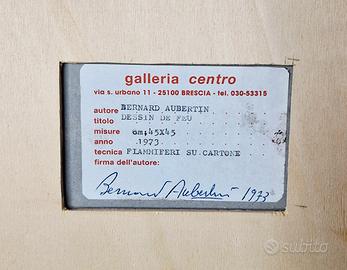 galleria centro
via s. urbano 11 - 25100 BRESCIA - tel. 030-53315
autore BERNARD AUBERTIN
titolo DESSIN DE FEU
misure cm;45X45
anno 1973
tecnica FIAMMIFERI SU CARTONE
firma dell'autore:
Bernard Aubertin 1973
subito